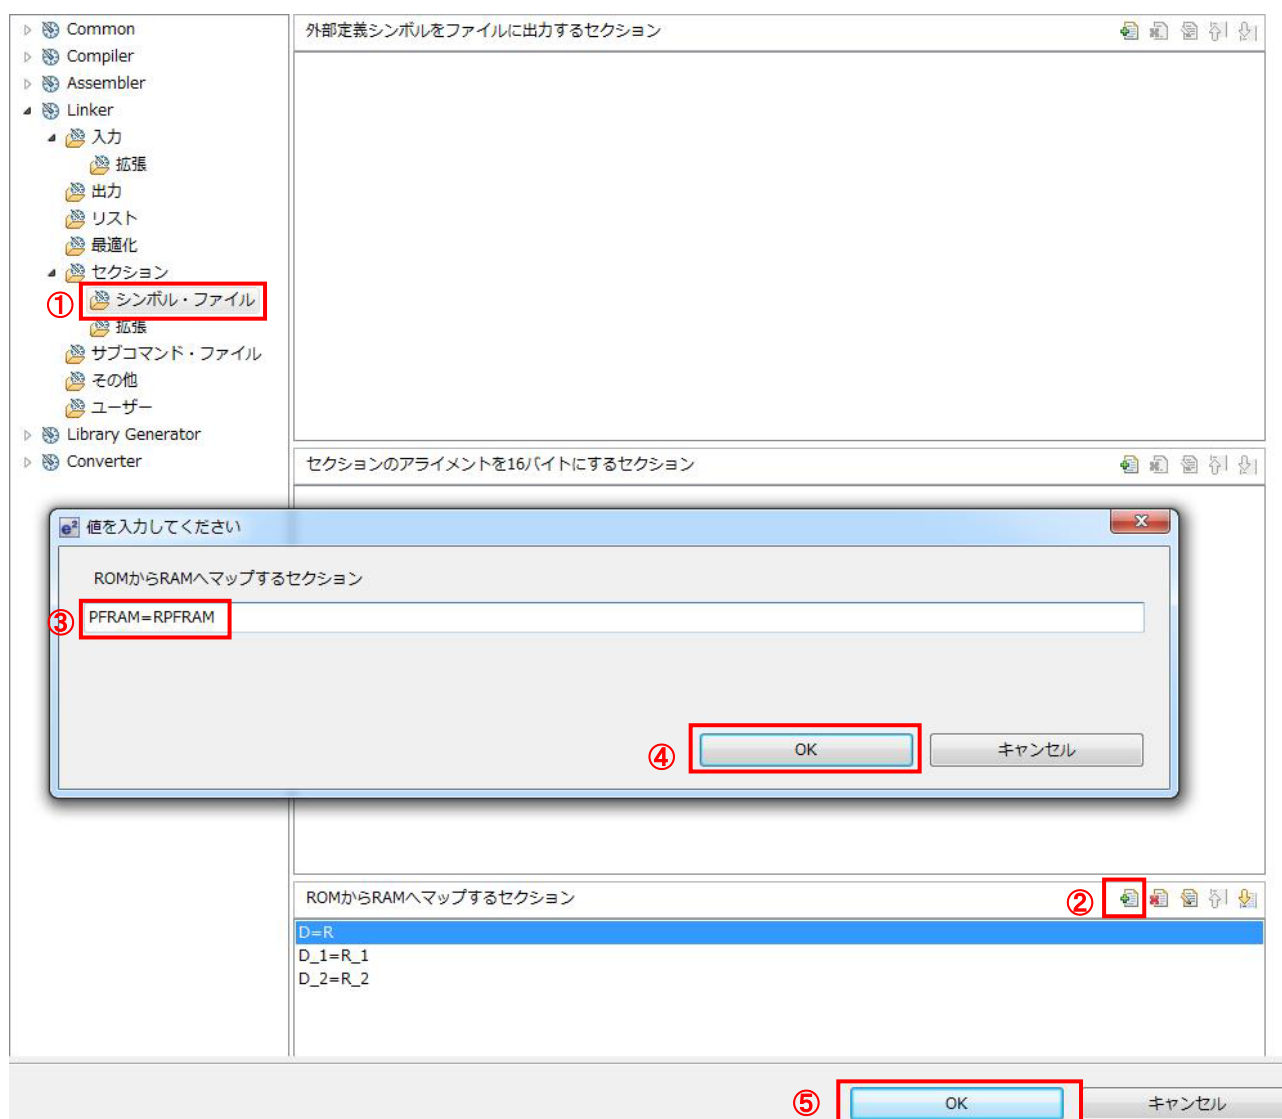 Common
Compiler
Assembler
Linker
入力
拡張
出力
リスト
最適化
セクション
① シンボル・ファイル
拡張
サブコマンド・ファイル
その他
ユーザー
Library Generator
Converter
外部定義シンボルをファイルに出力するセクション
セクションのアライメントを16バイトにするセクション
e² 値を入力してください
ROMからRAMへマップするセクション
③ PFRAM=RPFRAM
④ OK キャンセル
ROMからRAMへマップするセクション ②
D=R
D_1=R_1
D_2=R_2
⑤ OK キャンセル